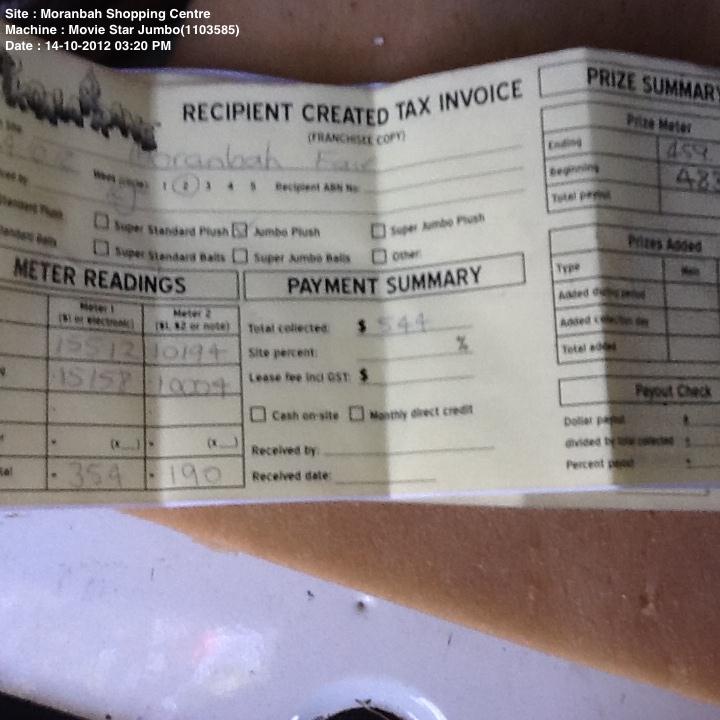 Site : Moranbah Shopping Centre
Machine : Movie Star Jumbo(1103585)
Date : 14-10-2012 03:20 PM
RECIPIENT CREATED TAX INVOICE
(FRANCHISEE COPY)
Moranbah Fair
1 2 3 4 5 Recipient ABN No
Standard Plush Super Standard Plush Jumbo Plush Super Jumbo Plush
Standard Balls Super Standard Balls Super Jumbo Balls Other:
METER READINGS
Meter 1 Meter 2
($1 or electronic) ($1, $2 or note)
15512 10194
15158 10004
(x ) (x )
354 190
PAYMENT SUMMARY
Total collected: $ 544
Site percent: %
Lease fee incl GST: $
Cash on-site Monthly direct credit
Received by:
Received date:
PRIZE SUMMARY
Prize Meter
Ending 459
Beginning 483
Total payout
Prizes Added
Type
Added during period
Added collection day
Total added
Payout Check
Dollar payout $
divided by total collected $
Percent payout